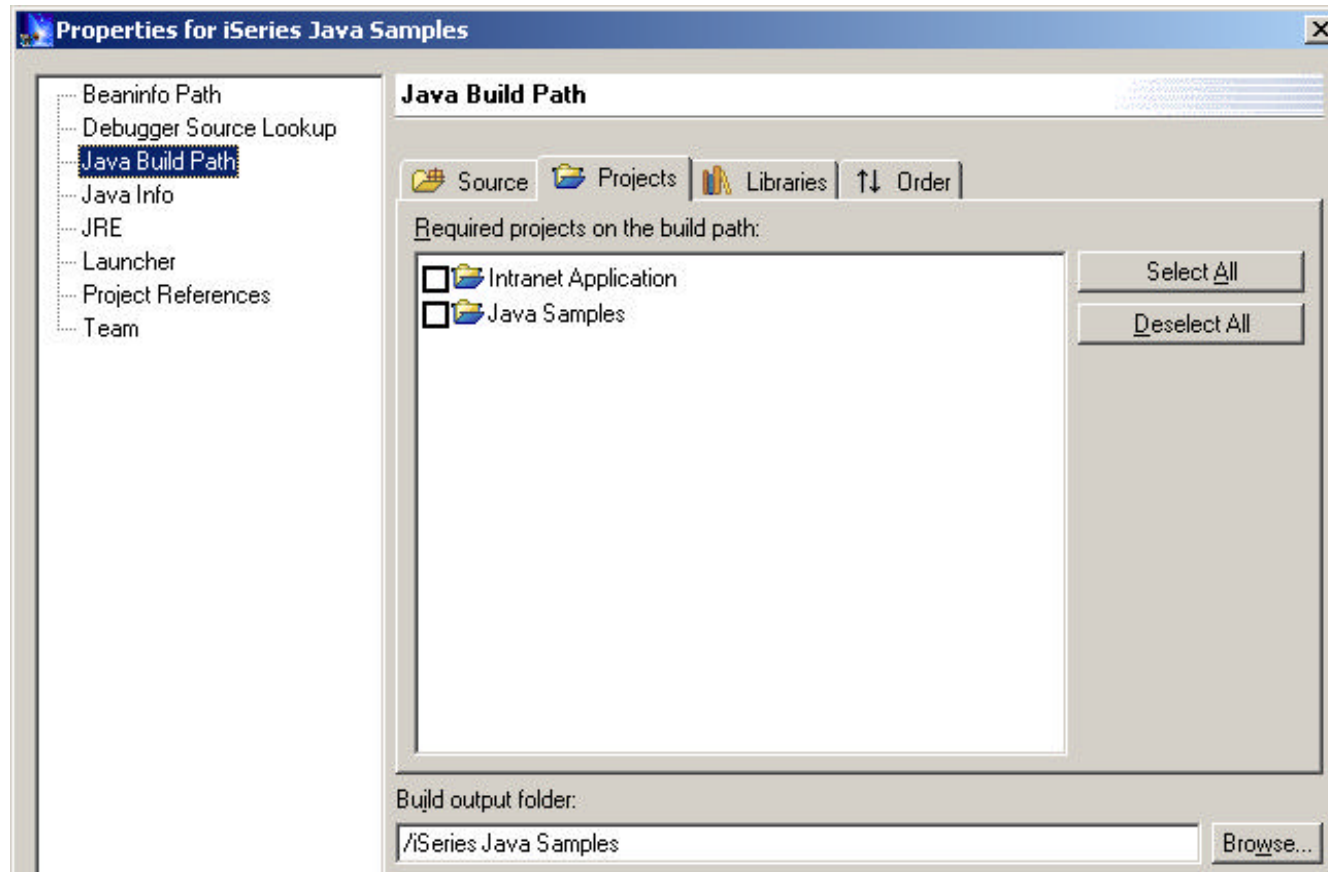 Properties for iSeries Java Samples
Beaninfo Path
Debugger Source Lookup
Java Build Path
Java Info
JRE
Launcher
Project References
Team
Java Build Path
Source Projects Libraries Order
Required projects on the build path:
Intranet Application
Java Samples
Select All
Deselect All
Build output folder:
/iSeries Java Samples
Browse...